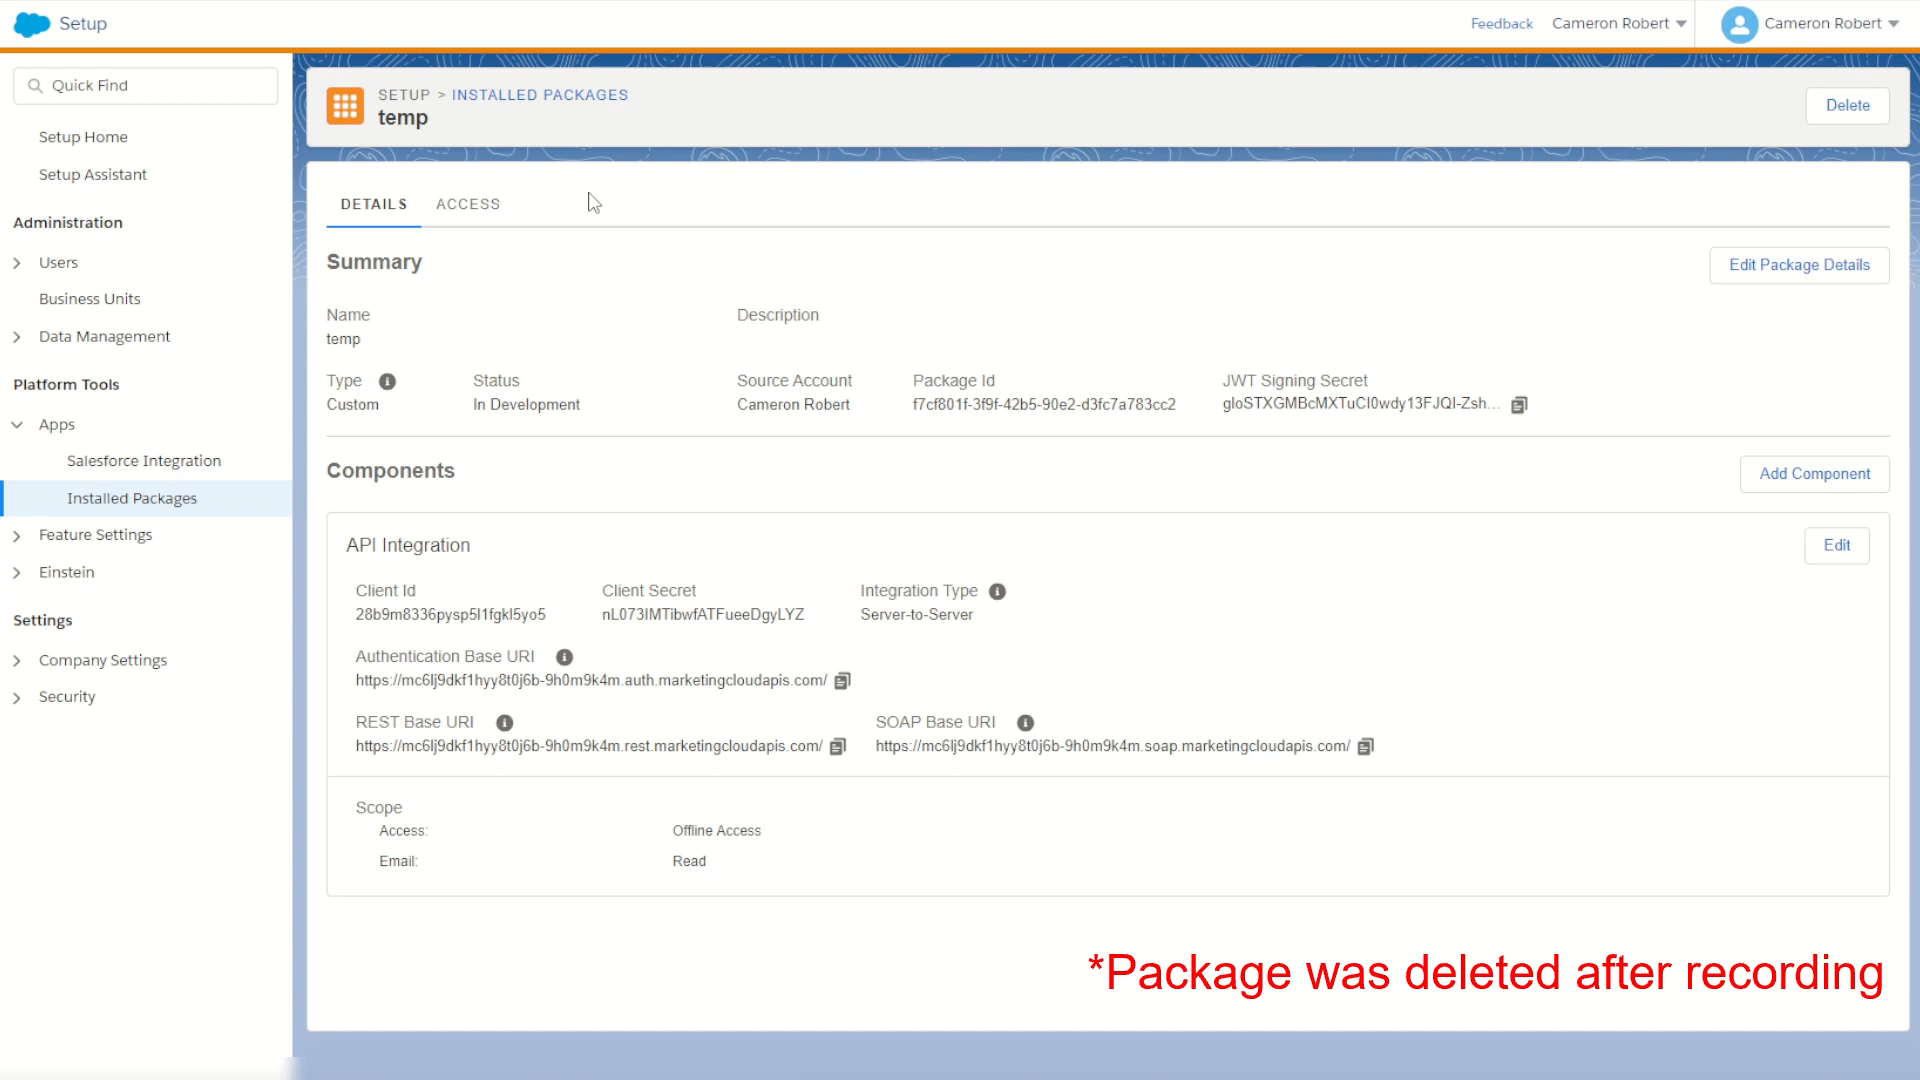 Setup
Feedback
Cameron Robert
Cameron Robert
Quick Find
Setup Home
Setup Assistant
Administration
Users
Business Units
Data Management
Platform Tools
Apps
Salesforce Integration
Installed Packages
Feature Settings
Einstein
Settings
Company Settings
Security
SETUP > INSTALLED PACKAGES
temp
Delete
DETAILS ACCESS
Summary
Edit Package Details
Name Description
temp
Type Status Source Account Package Id JWT Signing Secret
Custom In Development Cameron Robert f7cf801f-3f9f-42b5-90e2-d3fc7a783cc2 gloSTXGMBcMXTuCI0wdy13FJQI-Zsh...
Components
Add Component
API Integration
Edit
Client Id Client Secret Integration Type
28b9m8336pysp5l1fgkl5yo5 nL073IMTibwfATFueeDgyLYZ Server-to-Server
Authentication Base URI
https://mc6lj9dkf1hyy8t0j6b-9h0m9k4m.auth.marketingcloudapis.com/
REST Base URI SOAP Base URI
https://mc6lj9dkf1hyy8t0j6b-9h0m9k4m.rest.marketingcloudapis.com/ https://mc6lj9dkf1hyy8t0j6b-9h0m9k4m.soap.marketingcloudapis.com/
Scope
Access: Offline Access
Email: Read
*Package was deleted after recording